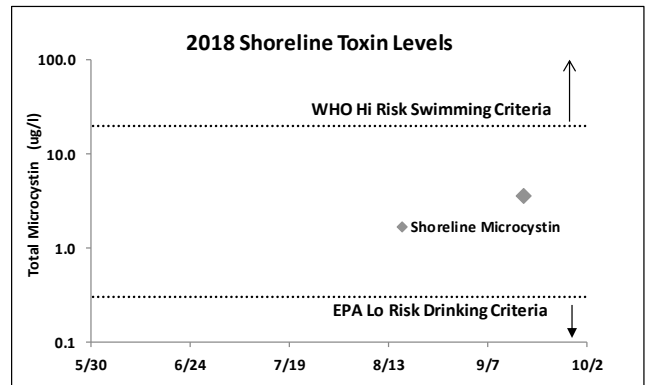 2018 Shoreline Toxin Levels
Total Microcystin (ug/l)
100.0
10.0
1.0
0.1
WHO Hi Risk Swimming Criteria
Shoreline Microcystin
EPA Lo Risk Drinking Criteria
5/30 6/24 7/19 8/13 9/7 10/2